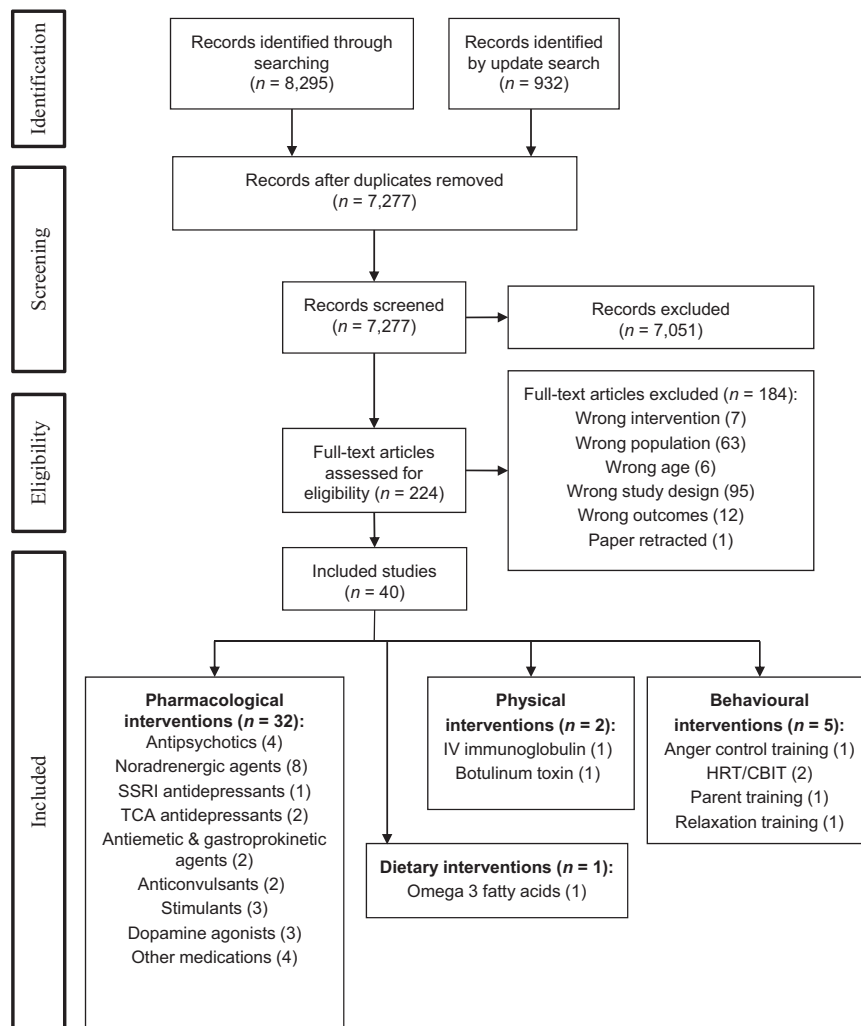 Identification
Records identified through
searching
(n = 8,295)
Records identified
by update search
(n = 932)
Screening
Records after duplicates removed
(n = 7,277)
Records screened
(n = 7,277)
Records excluded
(n = 7,051)
Eligibility
Full-text articles
assessed for
eligibility (n = 224)
Full-text articles excluded (n = 184):
Wrong intervention (7)
Wrong population (63)
Wrong age (6)
Wrong study design (95)
Wrong outcomes (12)
Paper retracted (1)
Included
Included studies
(n = 40)
Pharmacological
interventions (n = 32):
Antipsychotics (4)
Noradrenergic agents (8)
SSRI antidepressants (1)
TCA antidepressants (2)
Antiemetic & gastroprokinetic
agents (2)
Anticonvulsants (2)
Stimulants (3)
Dopamine agonists (3)
Other medications (4)
Dietary interventions (n = 1):
Omega 3 fatty acids (1)
Physical
interventions (n = 2):
IV immunoglobulin (1)
Botulinum toxin (1)
Behavioural
interventions (n = 5):
Anger control training (1)
HRT/CBIT (2)
Parent training (1)
Relaxation training (1)